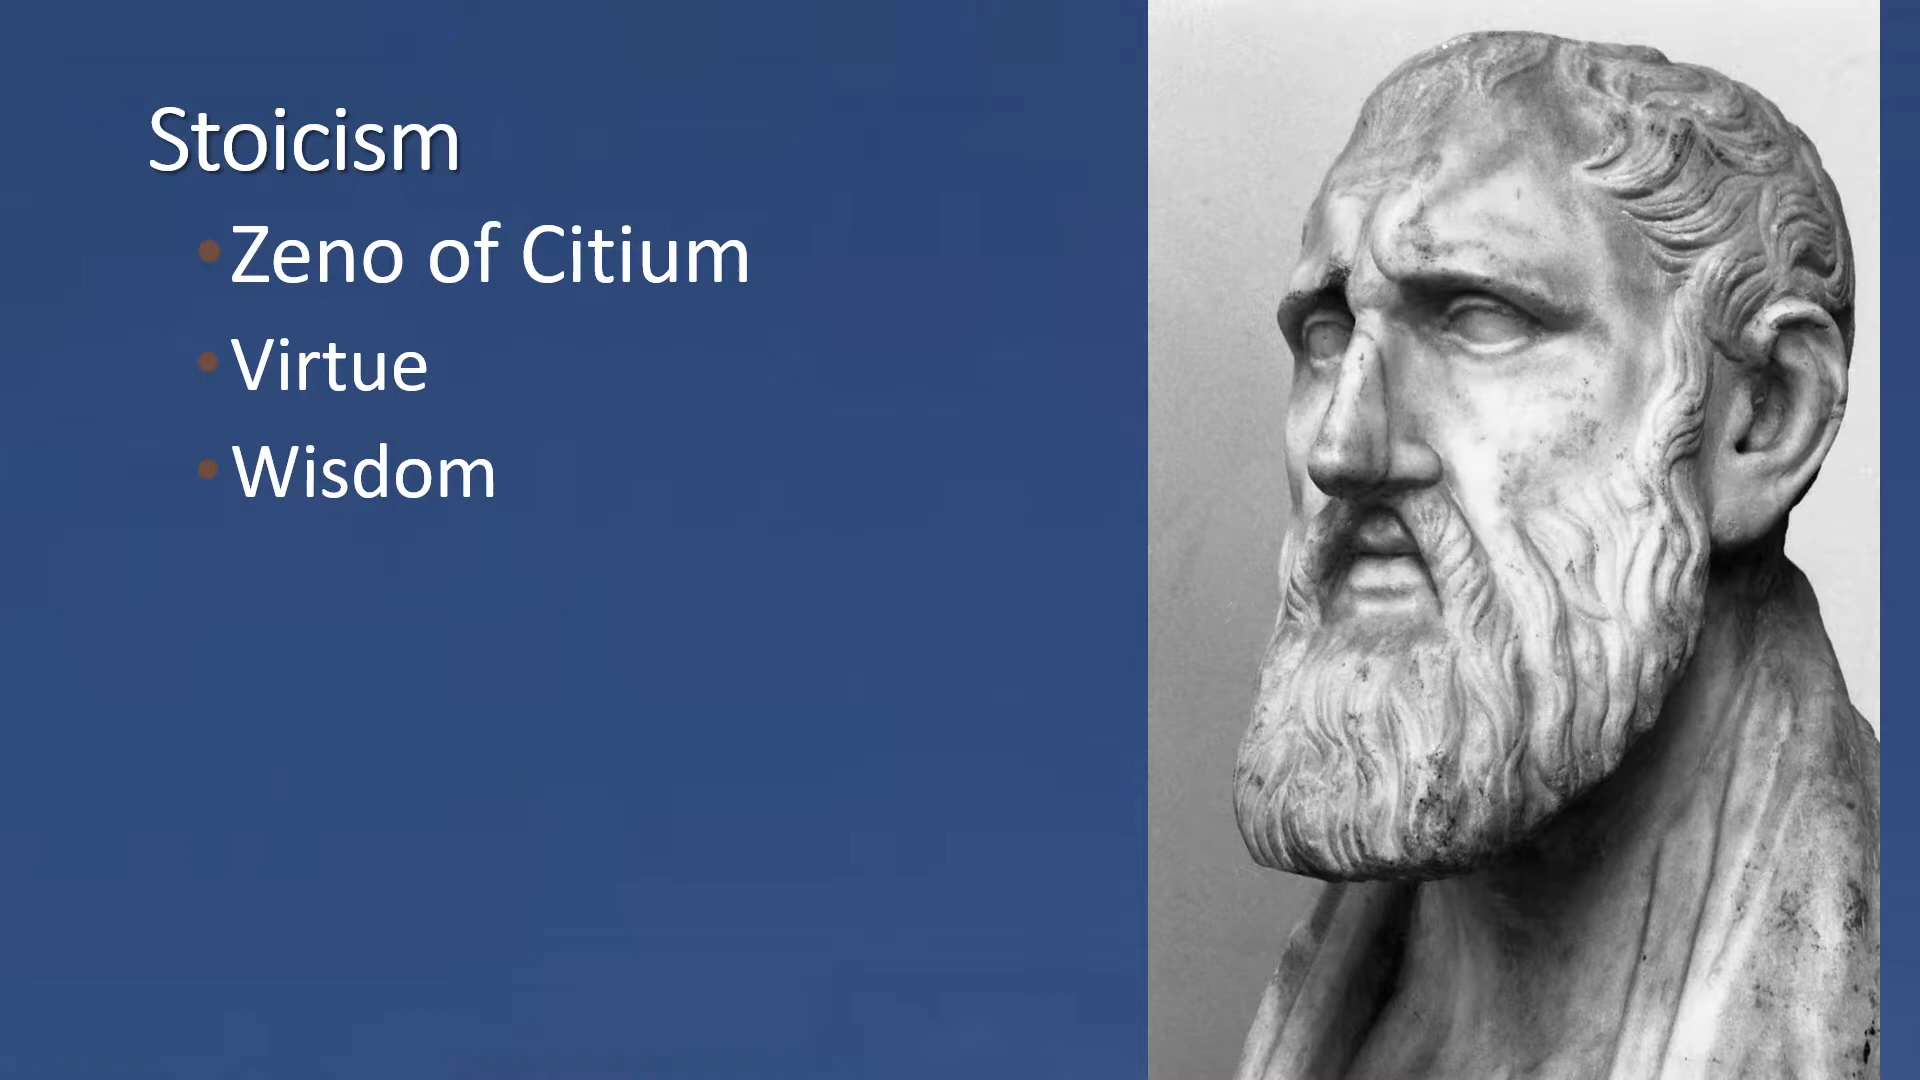 Stoicism
• Zeno of Citium
• Virtue
• Wisdom